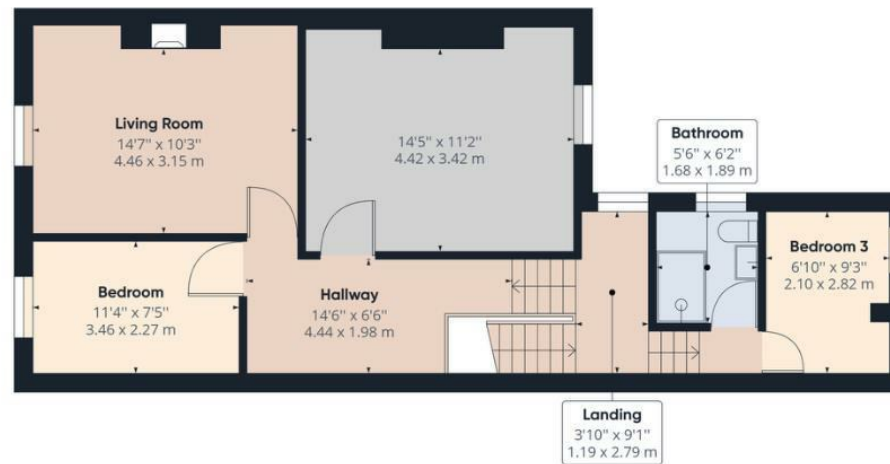 Living Room
14'7" x 10'3"
4.46 x 3.15 m
14'5" x 11'2"
4.42 x 3.42 m
Bathroom
5'6" x 6'2"
1.68 x 1.89 m
Bedroom 3
6'10" x 9'3"
2.10 x 2.82 m
Bedroom
11'4" x 7'5"
3.46 x 2.27 m
Hallway
14'6" x 6'6"
4.44 x 1.98 m
Landing
3'10" x 9'1"
1.19 x 2.79 m